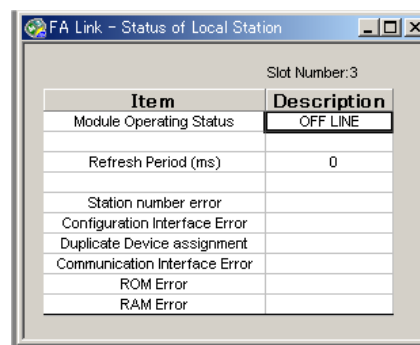 FA Link - Status of Local Station
Slot Number:3
Item Description
Module Operating Status OFF LINE
Refresh Period (ms) 0
Station number error
Configuration Interface Error
Duplicate Device assignment
Communication Interface Error
ROM Error
RAM Error